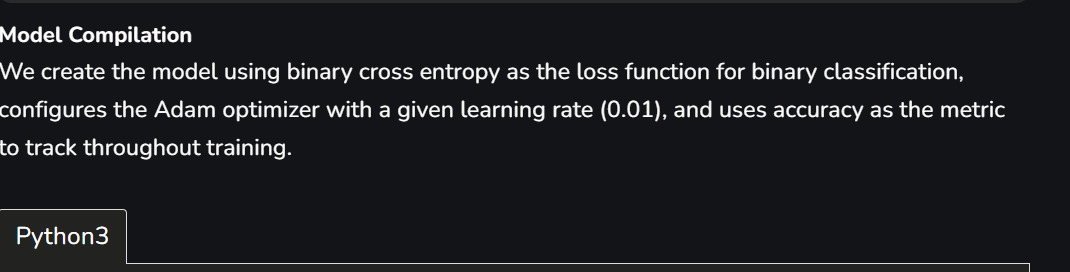 Model Compilation
We create the model using binary cross entropy as the loss function for binary classification,
configures the Adam optimizer with a given learning rate (0.01), and uses accuracy as the metric
to track throughout training.
Python3